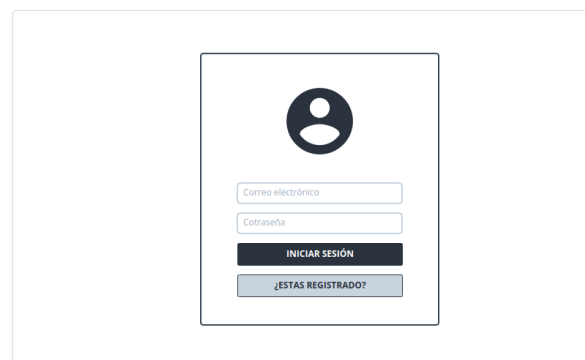 Correo electrónico
Cotraseña
INICIAR SESIÓN
¿ESTAS REGISTRADO?